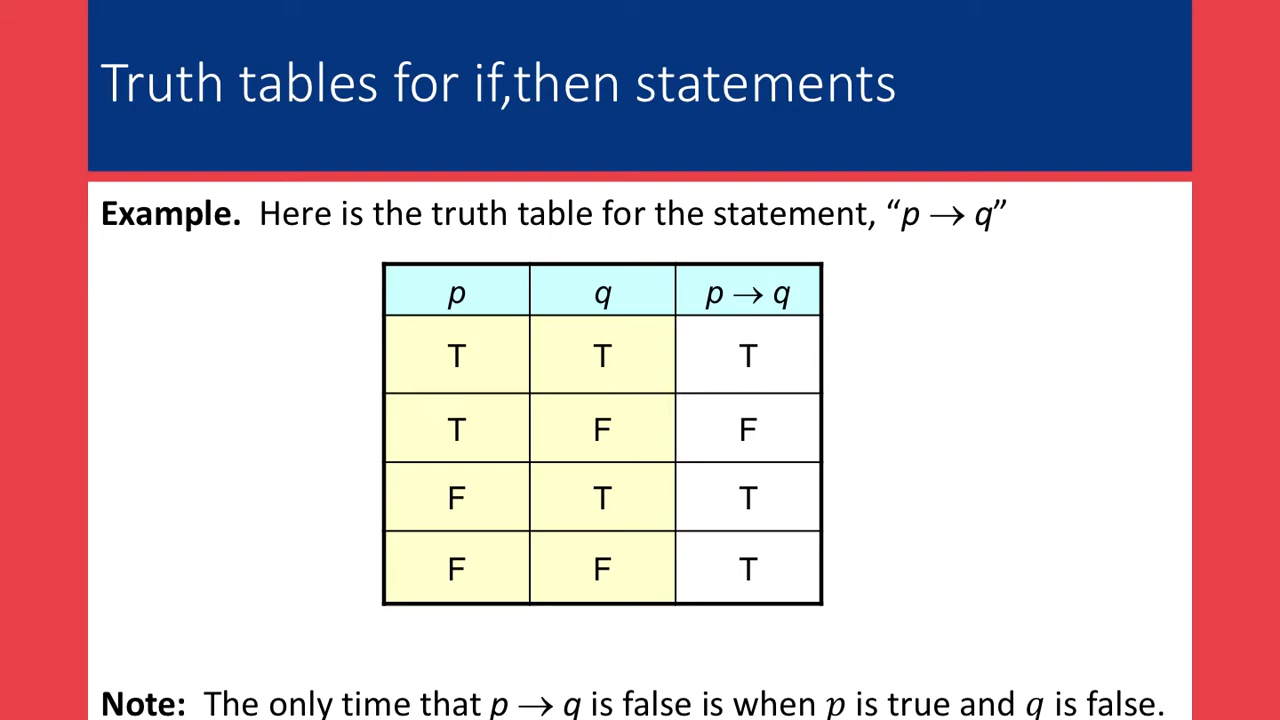 Truth tables for if,then statements
Example. Here is the truth table for the statement, “p → q”
p q p → q
T T T
T F F
F T T
F F T
Note: The only time that p → q is false is when p is true and q is false.